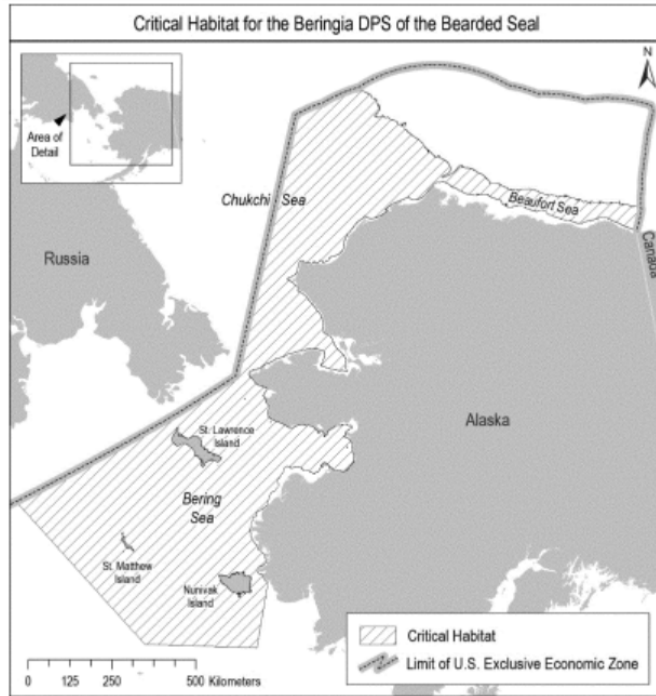 Critical Habitat for the Beringia DPS of the Bearded Seal
N
Area of
Detail
Chukchi Sea
Beaufort Sea
Russia
Canada
Alaska
St. Lawrence
Island
Bering
Sea
St. Matthew
Island
Nunivak
Island
Critical Habitat
Limit of U.S. Exclusive Economic Zone
0 125 250 500 Kilometers